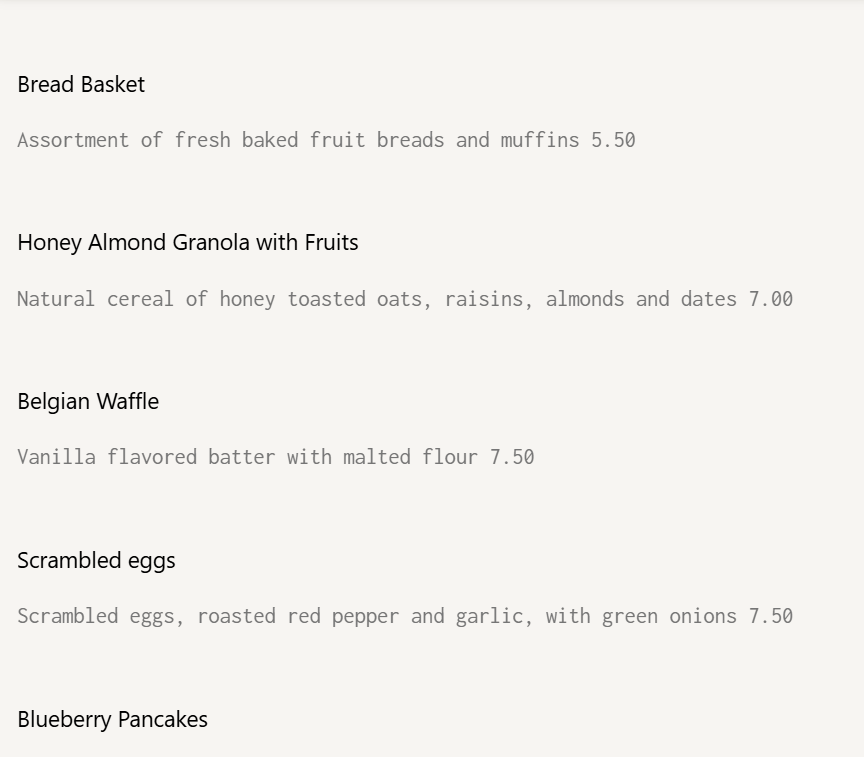 Bread Basket
Assortment of fresh baked fruit breads and muffins 5.50
Honey Almond Granola with Fruits
Natural cereal of honey toasted oats, raisins, almonds and dates 7.00
Belgian Waffle
Vanilla flavored batter with malted flour 7.50
Scrambled eggs
Scrambled eggs, roasted red pepper and garlic, with green onions 7.50
Blueberry Pancakes